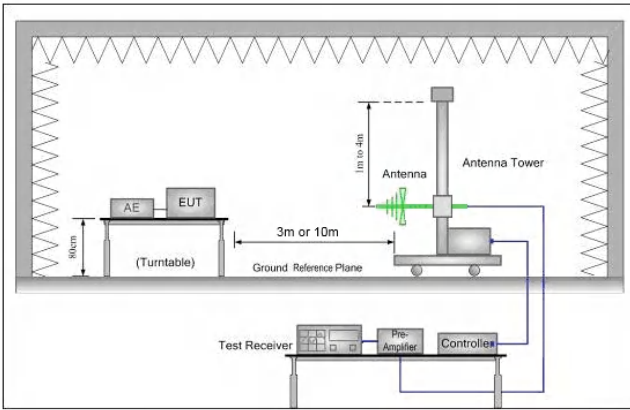 1m to 4m
Antenna
Antenna Tower
AE
EUT
3m or 10m
80cm
(Turntable)
Ground Reference Plane
Test Receiver
Pre-
Amplifier
Controller